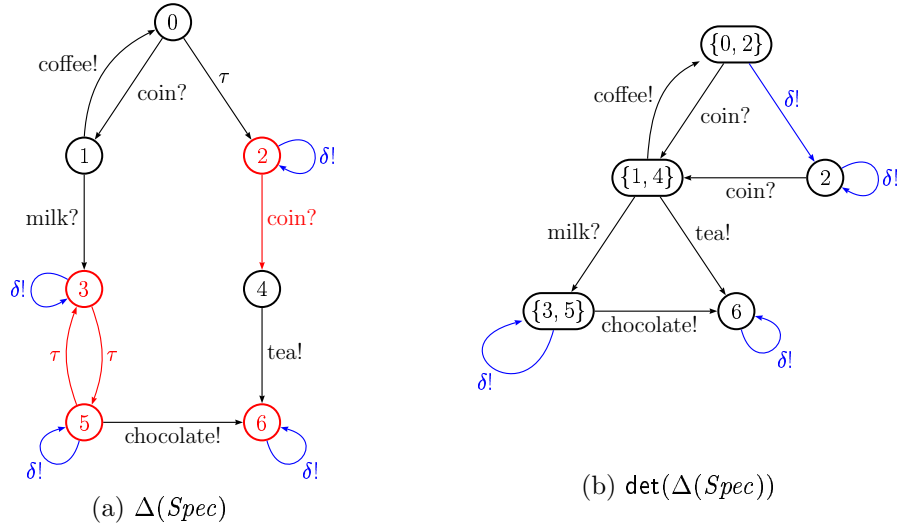 0
coffee!
coin?
τ
1
2
δ!
milk?
coin?
δ!
3
4
τ
τ
tea!
5
6
chocolate!
δ!
δ!
(a) Δ(Spec)
{0, 2}
δ!
coffee!
coin?
{1, 4}
2
δ!
coin?
milk?
tea!
{3, 5}
6
chocolate!
δ!
δ!
(b) det(Δ(Spec))